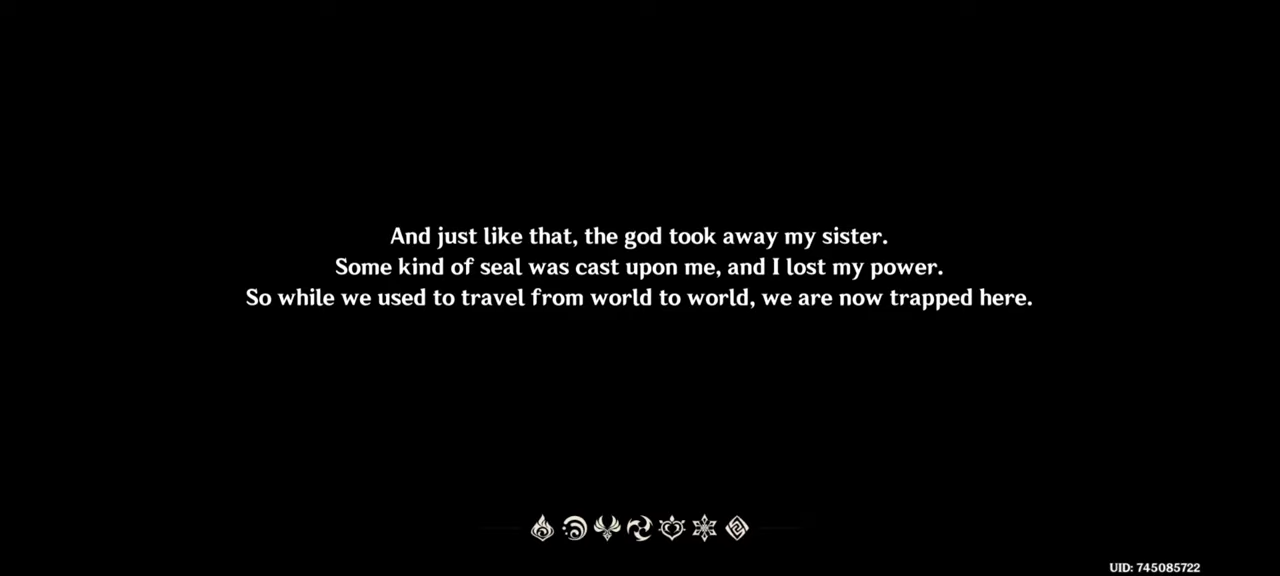 And just like that, the god took away my sister.
Some kind of seal was cast upon me, and I lost my power.
So while we used to travel from world to world, we are now trapped here.
UID: 745085722